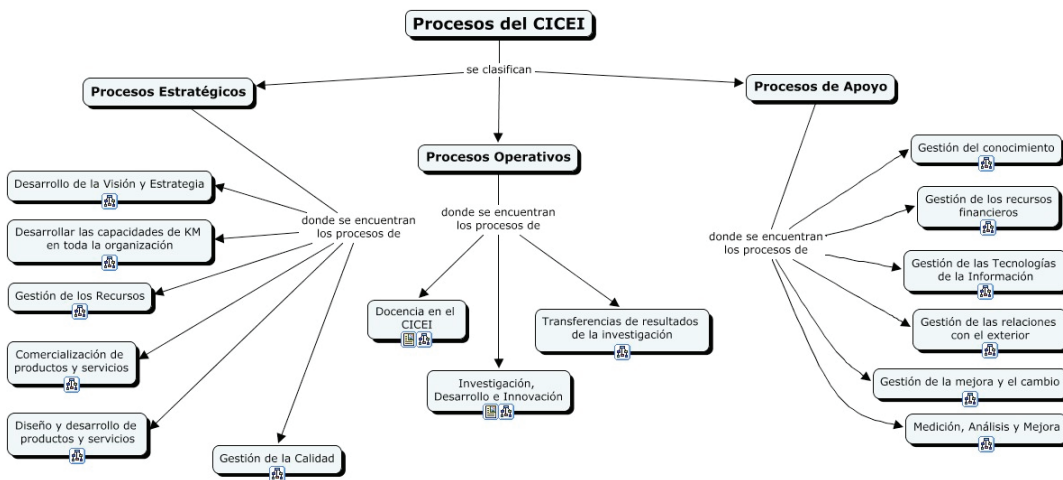 Procesos del CICEI
se clasifican
Procesos Estratégicos
Procesos Operativos
Procesos de Apoyo
donde se encuentran
los procesos de
Desarrollo de la Visión y Estrategia
Desarrollar las capacidades de KM
en toda la organización
Gestión de los Recursos
Comercialización de
productos y servicios
Diseño y desarrollo de
productos y servicios
Gestión de la Calidad
donde se encuentran
los procesos de
Docencia en el
CICEI
Investigación,
Desarrollo e Innovación
Transferencias de resultados
de la investigación
donde se encuentran
los procesos de
Gestión del conocimiento
Gestión de los recursos
financieros
Gestión de las Tecnologías
de la Información
Gestión de las relaciones
con el exterior
Gestión de la mejora y el cambio
Medición, Análisis y Mejora